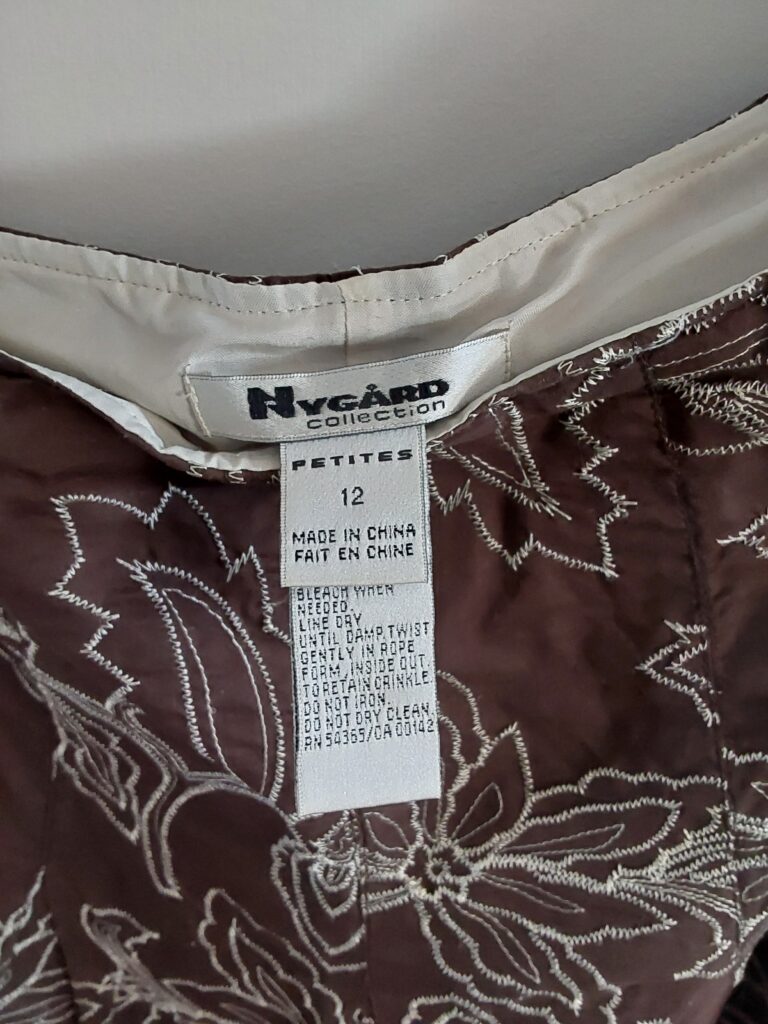 NYGÅRD
collection
PETITES
12
MADE IN CHINA
FAIT EN CHINE
BLEACH WHEN
NEEDED.
LINE DRY
UNTIL DAMP, TWIST
GENTLY IN ROPE
FORM, INSIDE OUT,
TO RETAIN CRINKLE.
DO NOT IRON.
DO NOT DRY CLEAN.
RN 54365/CA 00142